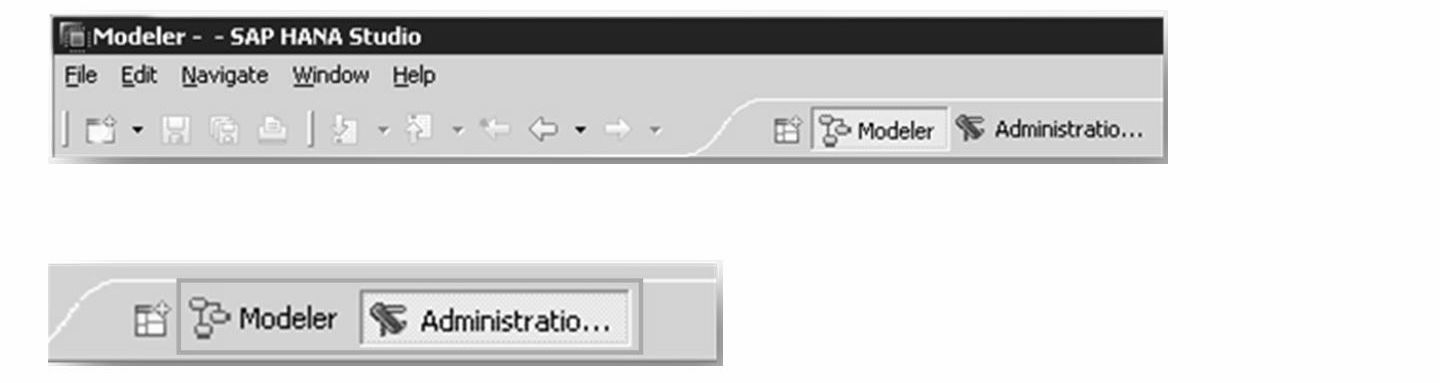 Modeler - - SAP HANA Studio
File Edit Navigate Window Help
Modeler Administratio...
Modeler Administratio...